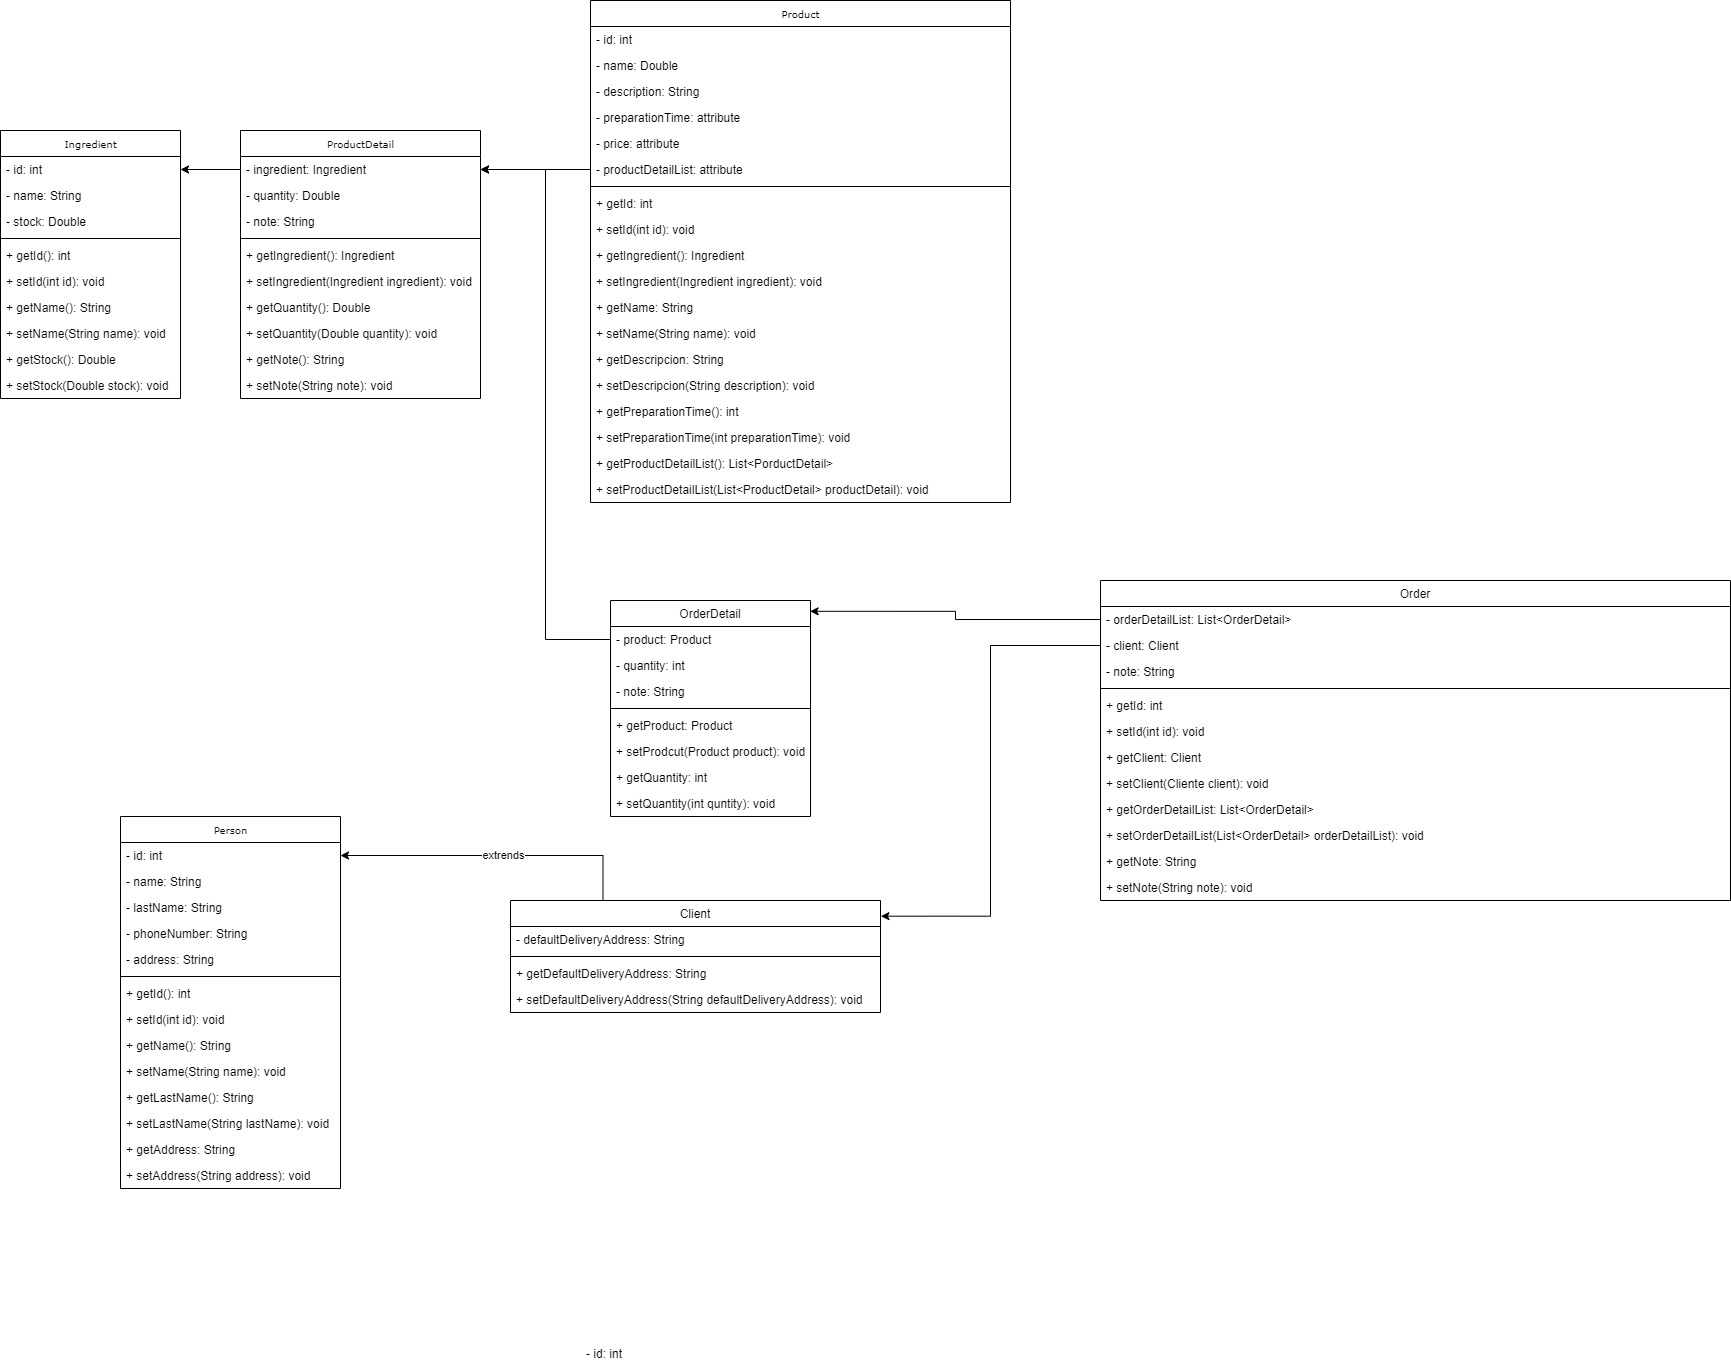 Product
- id: int
- name: Double
- description: String
- preparationTime: attribute
- price: attribute
- productDetailList: attribute
+ getId: int
+ setId(int id): void
+ getIngredient(): Ingredient
+ setIngredient(Ingredient ingredient): void
+ getName: String
+ setName(String name): void
+ getDescripcion: String
+ setDescripcion(String description): void
+ getPreparationTime(): int
+ setPreparationTime(int preparationTime): void
+ getProductDetailList(): List<PorductDetail>
+ setProductDetailList(List<ProductDetail> productDetail): void
Ingredient
- id: int
- name: String
- stock: Double
+ getId(): int
+ setId(int id): void
+ getName(): String
+ setName(String name): void
+ getStock(): Double
+ setStock(Double stock): void
ProductDetail
- ingredient: Ingredient
- quantity: Double
- note: String
+ getIngredient(): Ingredient
+ setIngredient(Ingredient ingredient): void
+ getQuantity(): Double
+ setQuantity(Double quantity): void
+ getNote(): String
+ setNote(String note): void
OrderDetail
- product: Product
- quantity: int
- note: String
+ getProduct: Product
+ setProdcut(Product product): void
+ getQuantity: int
+ setQuantity(int quntity): void
Order
- orderDetailList: List<OrderDetail>
- client: Client
- note: String
+ getId: int
+ setId(int id): void
+ getClient: Client
+ setClient(Cliente client): void
+ getOrderDetailList: List<OrderDetail>
+ setOrderDetailList(List<OrderDetail> orderDetailList): void
+ getNote: String
+ setNote(String note): void
Person
- id: int
- name: String
- lastName: String
- phoneNumber: String
- address: String
+ getId(): int
+ setId(int id): void
+ getName(): String
+ setName(String name): void
+ getLastName(): String
+ setLastName(String lastName): void
+ getAddress: String
+ setAddress(String address): void
extrends
Client
- defaultDeliveryAddress: String
+ getDefaultDeliveryAddress: String
+ setDefaultDeliveryAddress(String defaultDeliveryAddress): void
- id: int